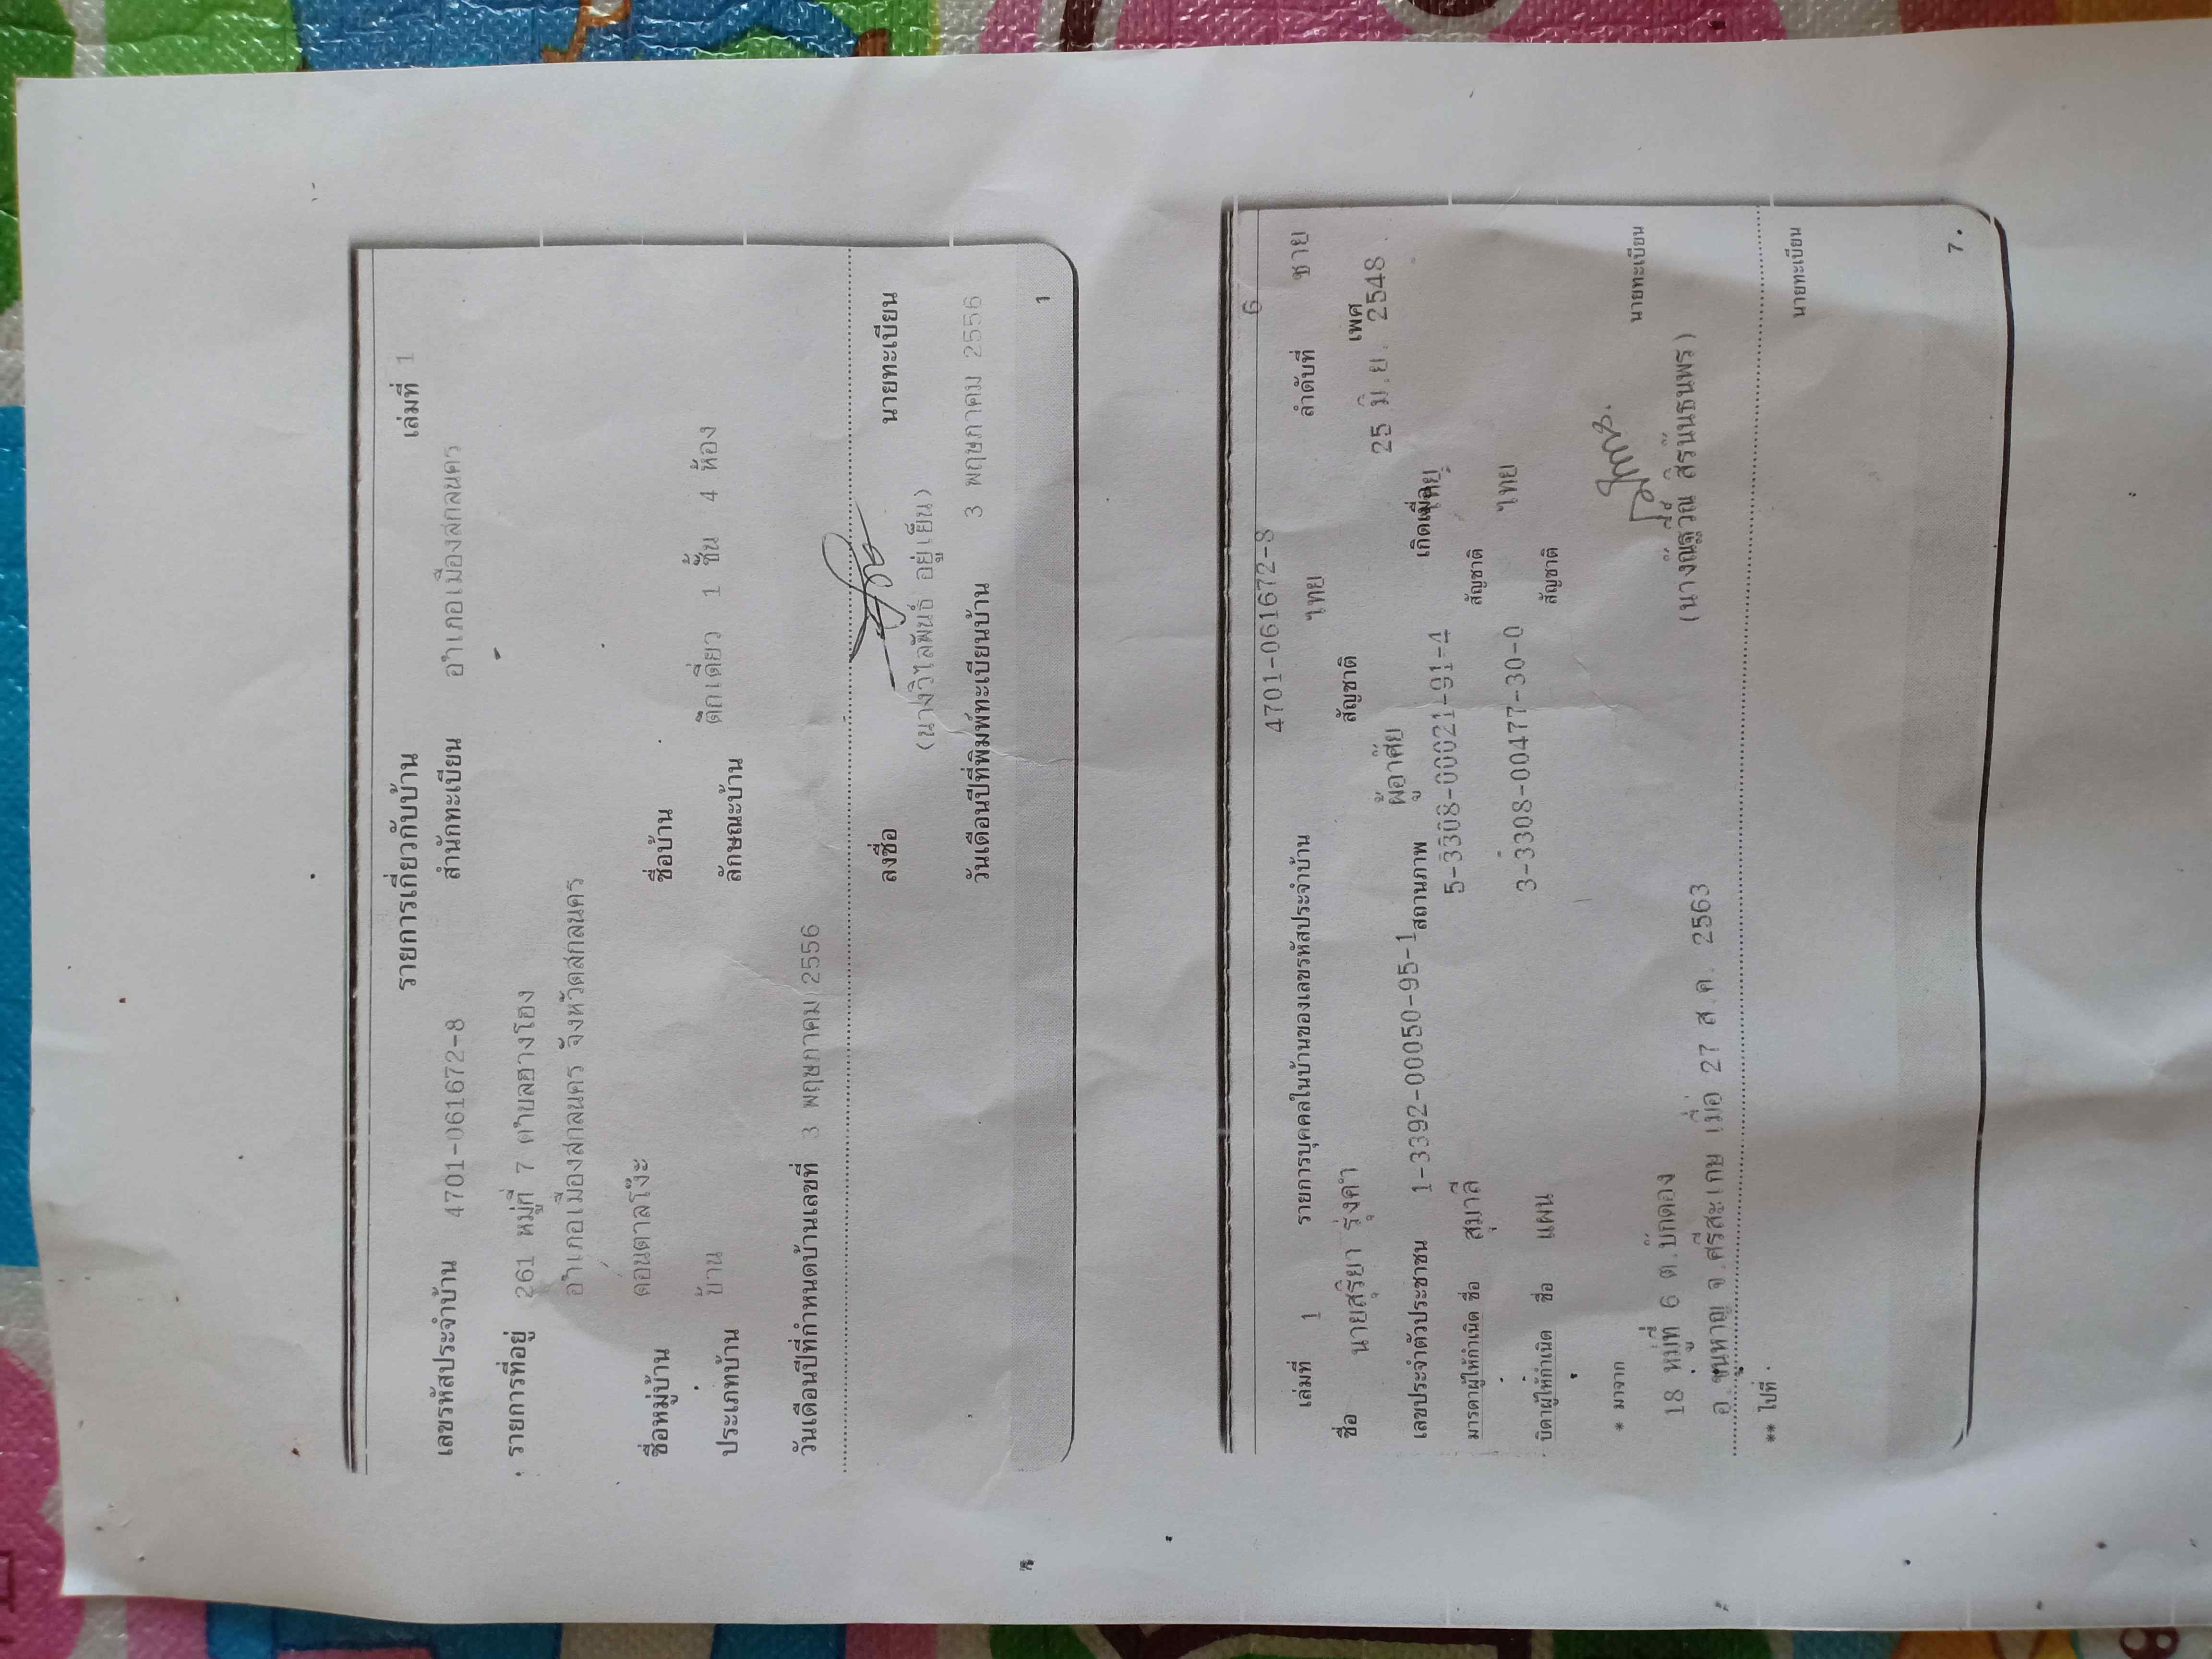 รายการเกี่ยวกับบ้าน เล่มที่ 1
เลขรหัสประจำบ้าน 4701-061672-8 สำนักทะเบียน อำเภอเมืองสกลนคร
รายการที่อยู่ 261 หมู่ที่ 7 ตำบลฮางโฮง
อำเภอเมืองสกลนคร จังหวัดสกลนคร
ชื่อหมู่บ้าน ดอนตาลโง๊ะ ชื่อบ้าน
ประเภทบ้าน บ้าน ลักษณะบ้าน ตึกเดี่ยว 1 ชั้น 4 ห้อง
วันเดือนปีที่กำหนดบ้านเลขที่ 3 พฤษภาคม 2556
ลงชื่อ นายทะเบียน
(นางวิไลพันธ์ อยู่เย็น)
วันเดือนปีที่พิมพ์ทะเบียนบ้าน 3 พฤษภาคม 2556
1
เล่มที่ 1 รายการบุคคลในบ้านของเลขรหัสประจำบ้าน 4701-061672-8 ลำดับที่ 6
ชื่อ นายสุริยา รุ่งคำ สัญชาติ ไทย เพศ ชาย
เลขประจำตัวประชาชน 1-3392-00050-95-1 สถานภาพ ผู้อาศัย เกิดเมื่อ 25 มิ.ย. 2548
มารดาผู้ให้กำเนิด ชื่อ สุมาลี 5-3308-00021-91-4 สัญชาติ ไทย
บิดาผู้ให้กำเนิด ชื่อ แผน 3-3308-00477-30-0 สัญชาติ ไทย
* มาจาก
18 หมู่ที่ 6 ต.บักดอง นายทะเบียน
อ.ขุนหาญ จ.ศรีสะเกษ เมื่อ 27 ส.ค. 2563
** ไปที่
นายทะเบียน
7